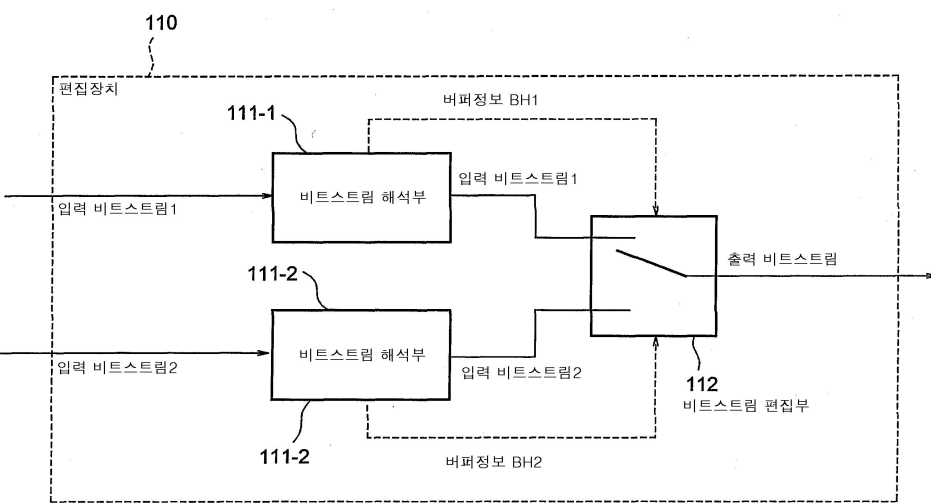 110
편집장치
버퍼정보 BH1
111-1
비트스트림 해석부
입력 비트스트림1
입력 비트스트림1
출력 비트스트림
111-2
비트스트림 해석부
입력 비트스트림2
입력 비트스트림2
112
비트스트림 편집부
111-2
버퍼정보 BH2